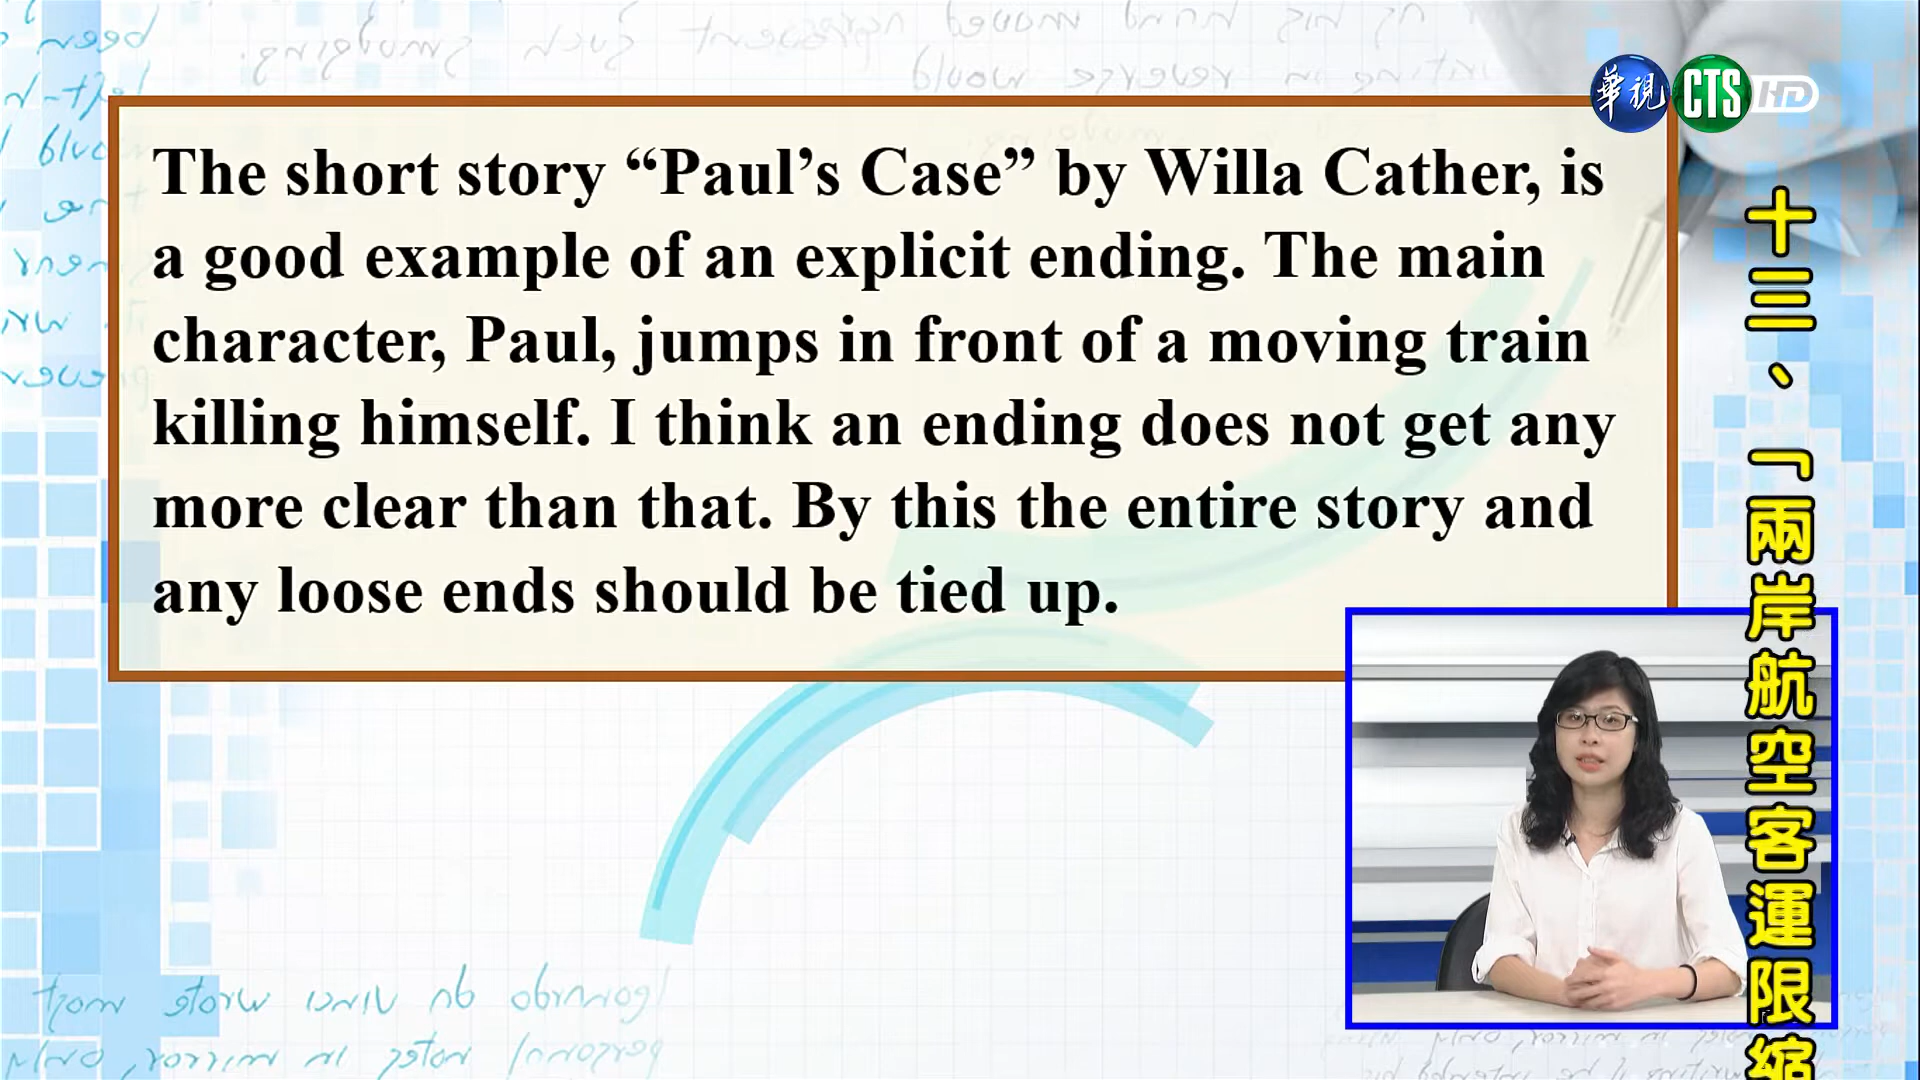 華視 CTS HD
The short story “Paul’s Case” by Willa Cather, is
a good example of an explicit ending. The main
character, Paul, jumps in front of a moving train
killing himself. I think an ending does not get any
more clear than that. By this the entire story and
any loose ends should be tied up.
十三、「兩岸航空客運限縮